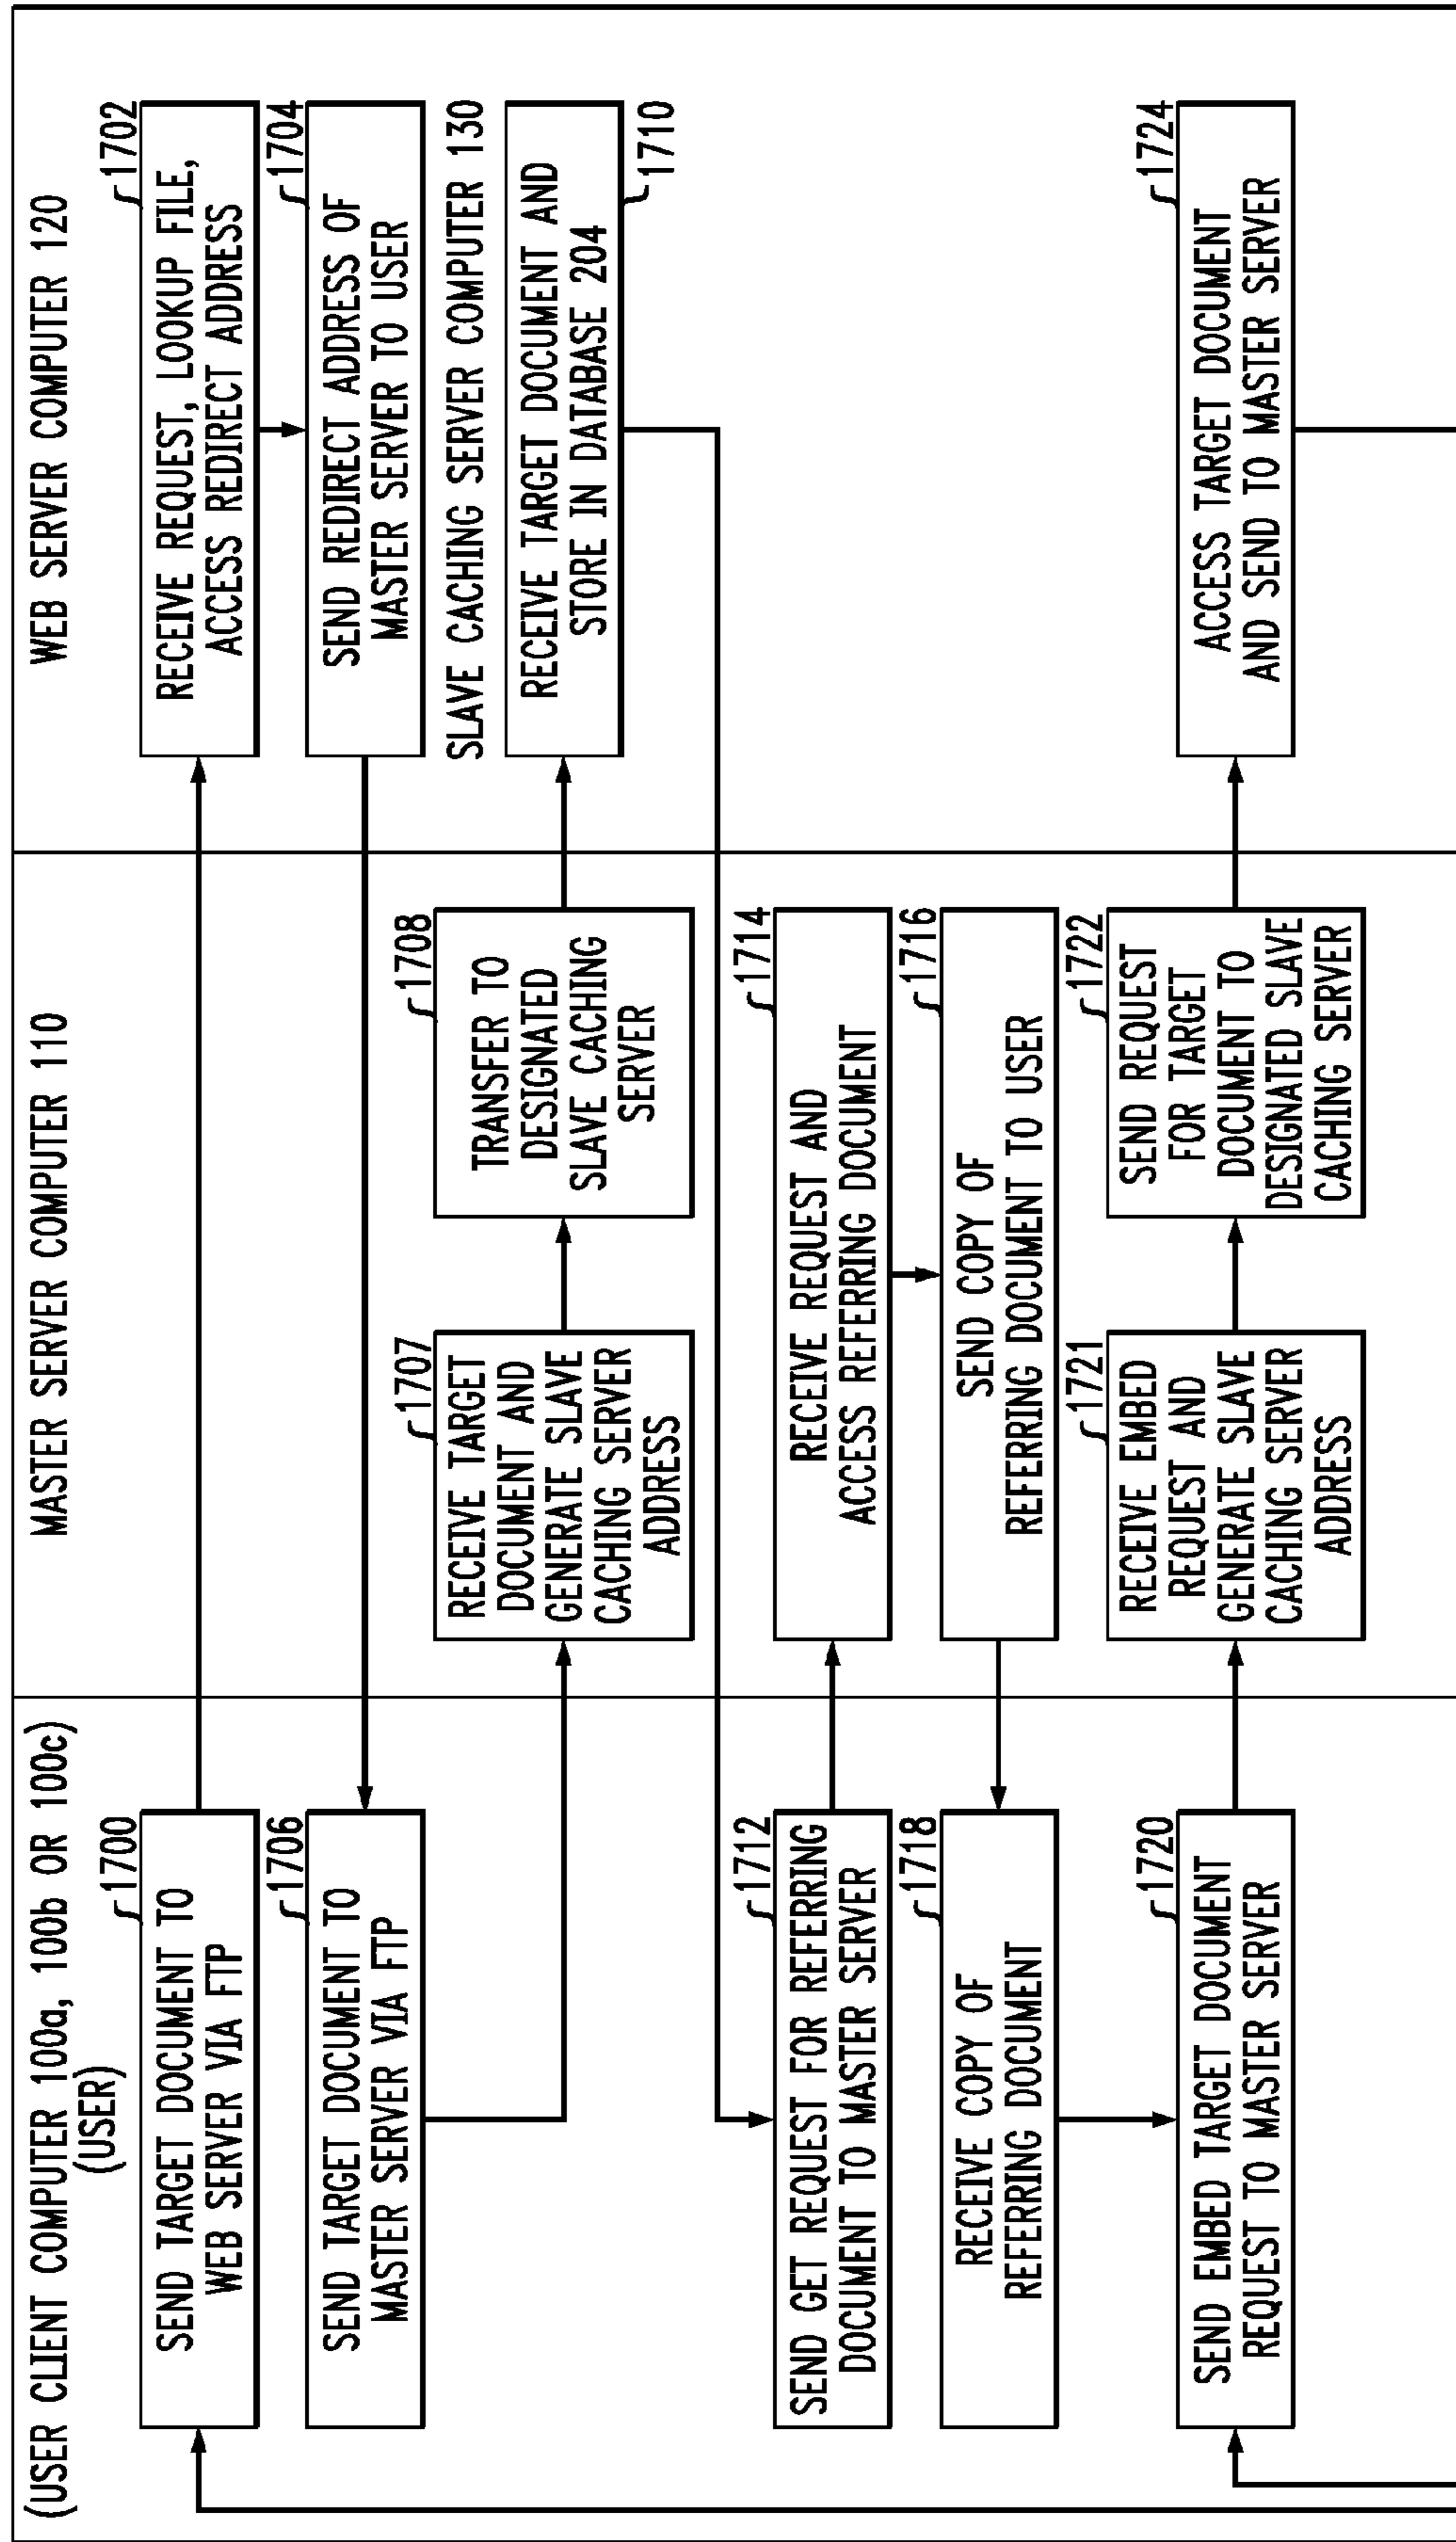 (USER CLIENT COMPUTER 100a, 100b OR 100c)
(USER)
MASTER SERVER COMPUTER 110
WEB SERVER COMPUTER 120
1700
SEND TARGET DOCUMENT TO
WEB SERVER VIA FTP
1702
RECEIVE REQUEST, LOOKUP FILE,
ACCESS REDIRECT ADDRESS
1706
SEND TARGET DOCUMENT TO
MASTER SERVER VIA FTP
1704
SEND REDIRECT ADDRESS OF
MASTER SERVER TO USER
1707
RECEIVE TARGET
DOCUMENT AND
GENERATE SLAVE
CACHING SERVER
ADDRESS
1708
TRANSFER TO
DESIGNATED
SLAVE CACHING
SERVER
SLAVE CACHING SERVER COMPUTER 130
RECEIVE TARGET DOCUMENT AND
STORE IN DATABASE 204
1710
1712
SEND GET REQUEST FOR REFERRING
DOCUMENT TO MASTER SERVER
1714
RECEIVE REQUEST AND
ACCESS REFERRING DOCUMENT
1718
RECEIVE COPY OF
REFERRING DOCUMENT
1716
SEND COPY OF
REFERRING DOCUMENT TO USER
1720
SEND EMBED TARGET DOCUMENT
REQUEST TO MASTER SERVER
1721
RECEIVE EMBED
REQUEST AND
GENERATE SLAVE
CACHING SERVER
ADDRESS
1722
SEND REQUEST
FOR TARGET
DOCUMENT TO
DESIGNATED SLAVE
CACHING SERVER
1724
ACCESS TARGET DOCUMENT
AND SEND TO MASTER SERVER